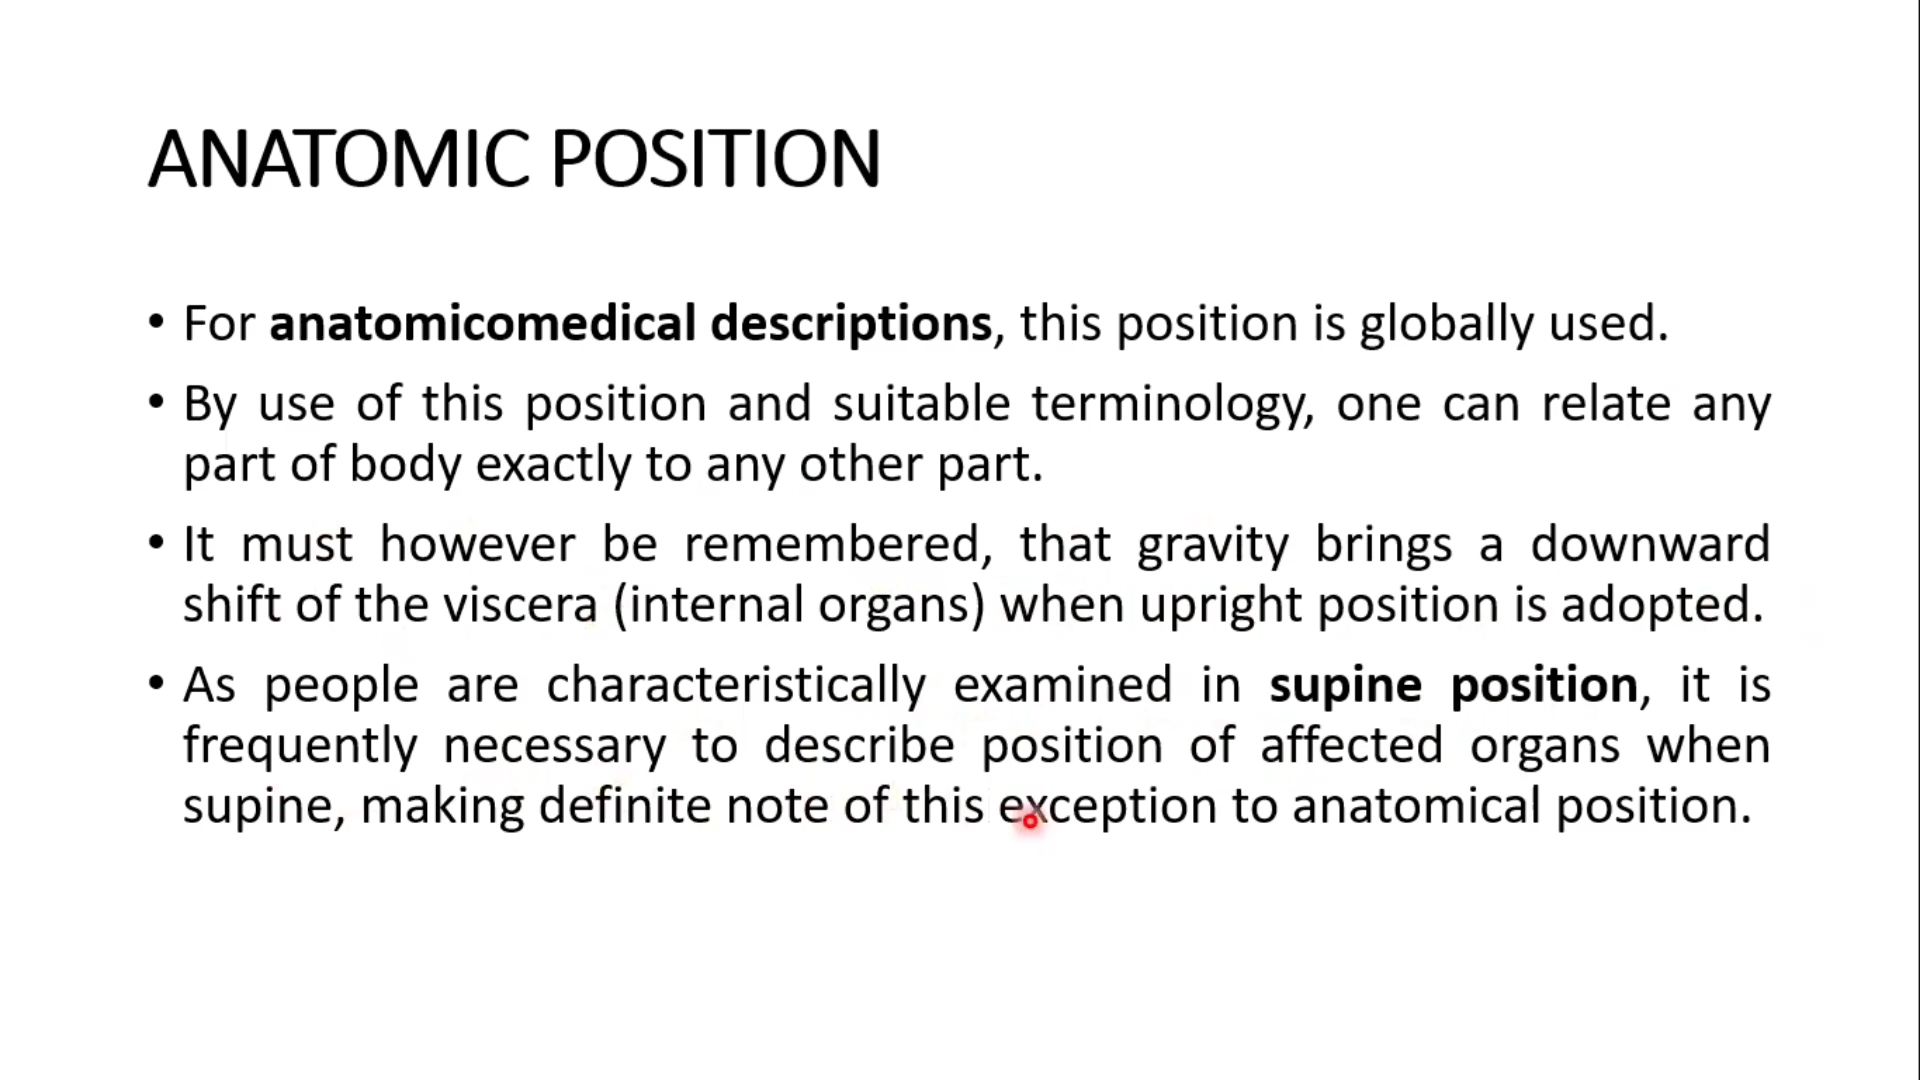 ANATOMIC POSITION
• For anatomicomedical descriptions, this position is globally used.
• By use of this position and suitable terminology, one can relate any
part of body exactly to any other part.
• It must however be remembered, that gravity brings a downward
shift of the viscera (internal organs) when upright position is adopted.
• As people are characteristically examined in supine position, it is
frequently necessary to describe position of affected organs when
supine, making definite note of this exception to anatomical position.